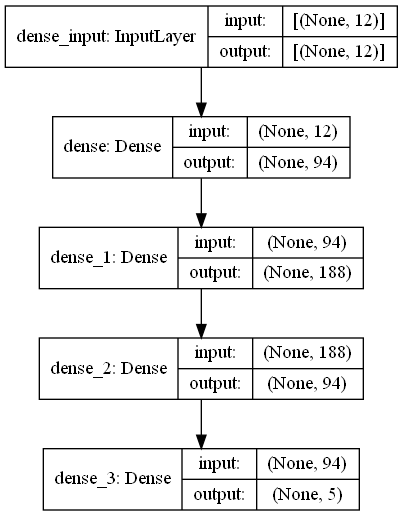 dense_input: InputLayer
input: [(None, 12)]
output: [(None, 12)]
dense: Dense
input: (None, 12)
output: (None, 94)
dense_1: Dense
input: (None, 94)
output: (None, 188)
dense_2: Dense
input: (None, 188)
output: (None, 94)
dense_3: Dense
input: (None, 94)
output: (None, 5)